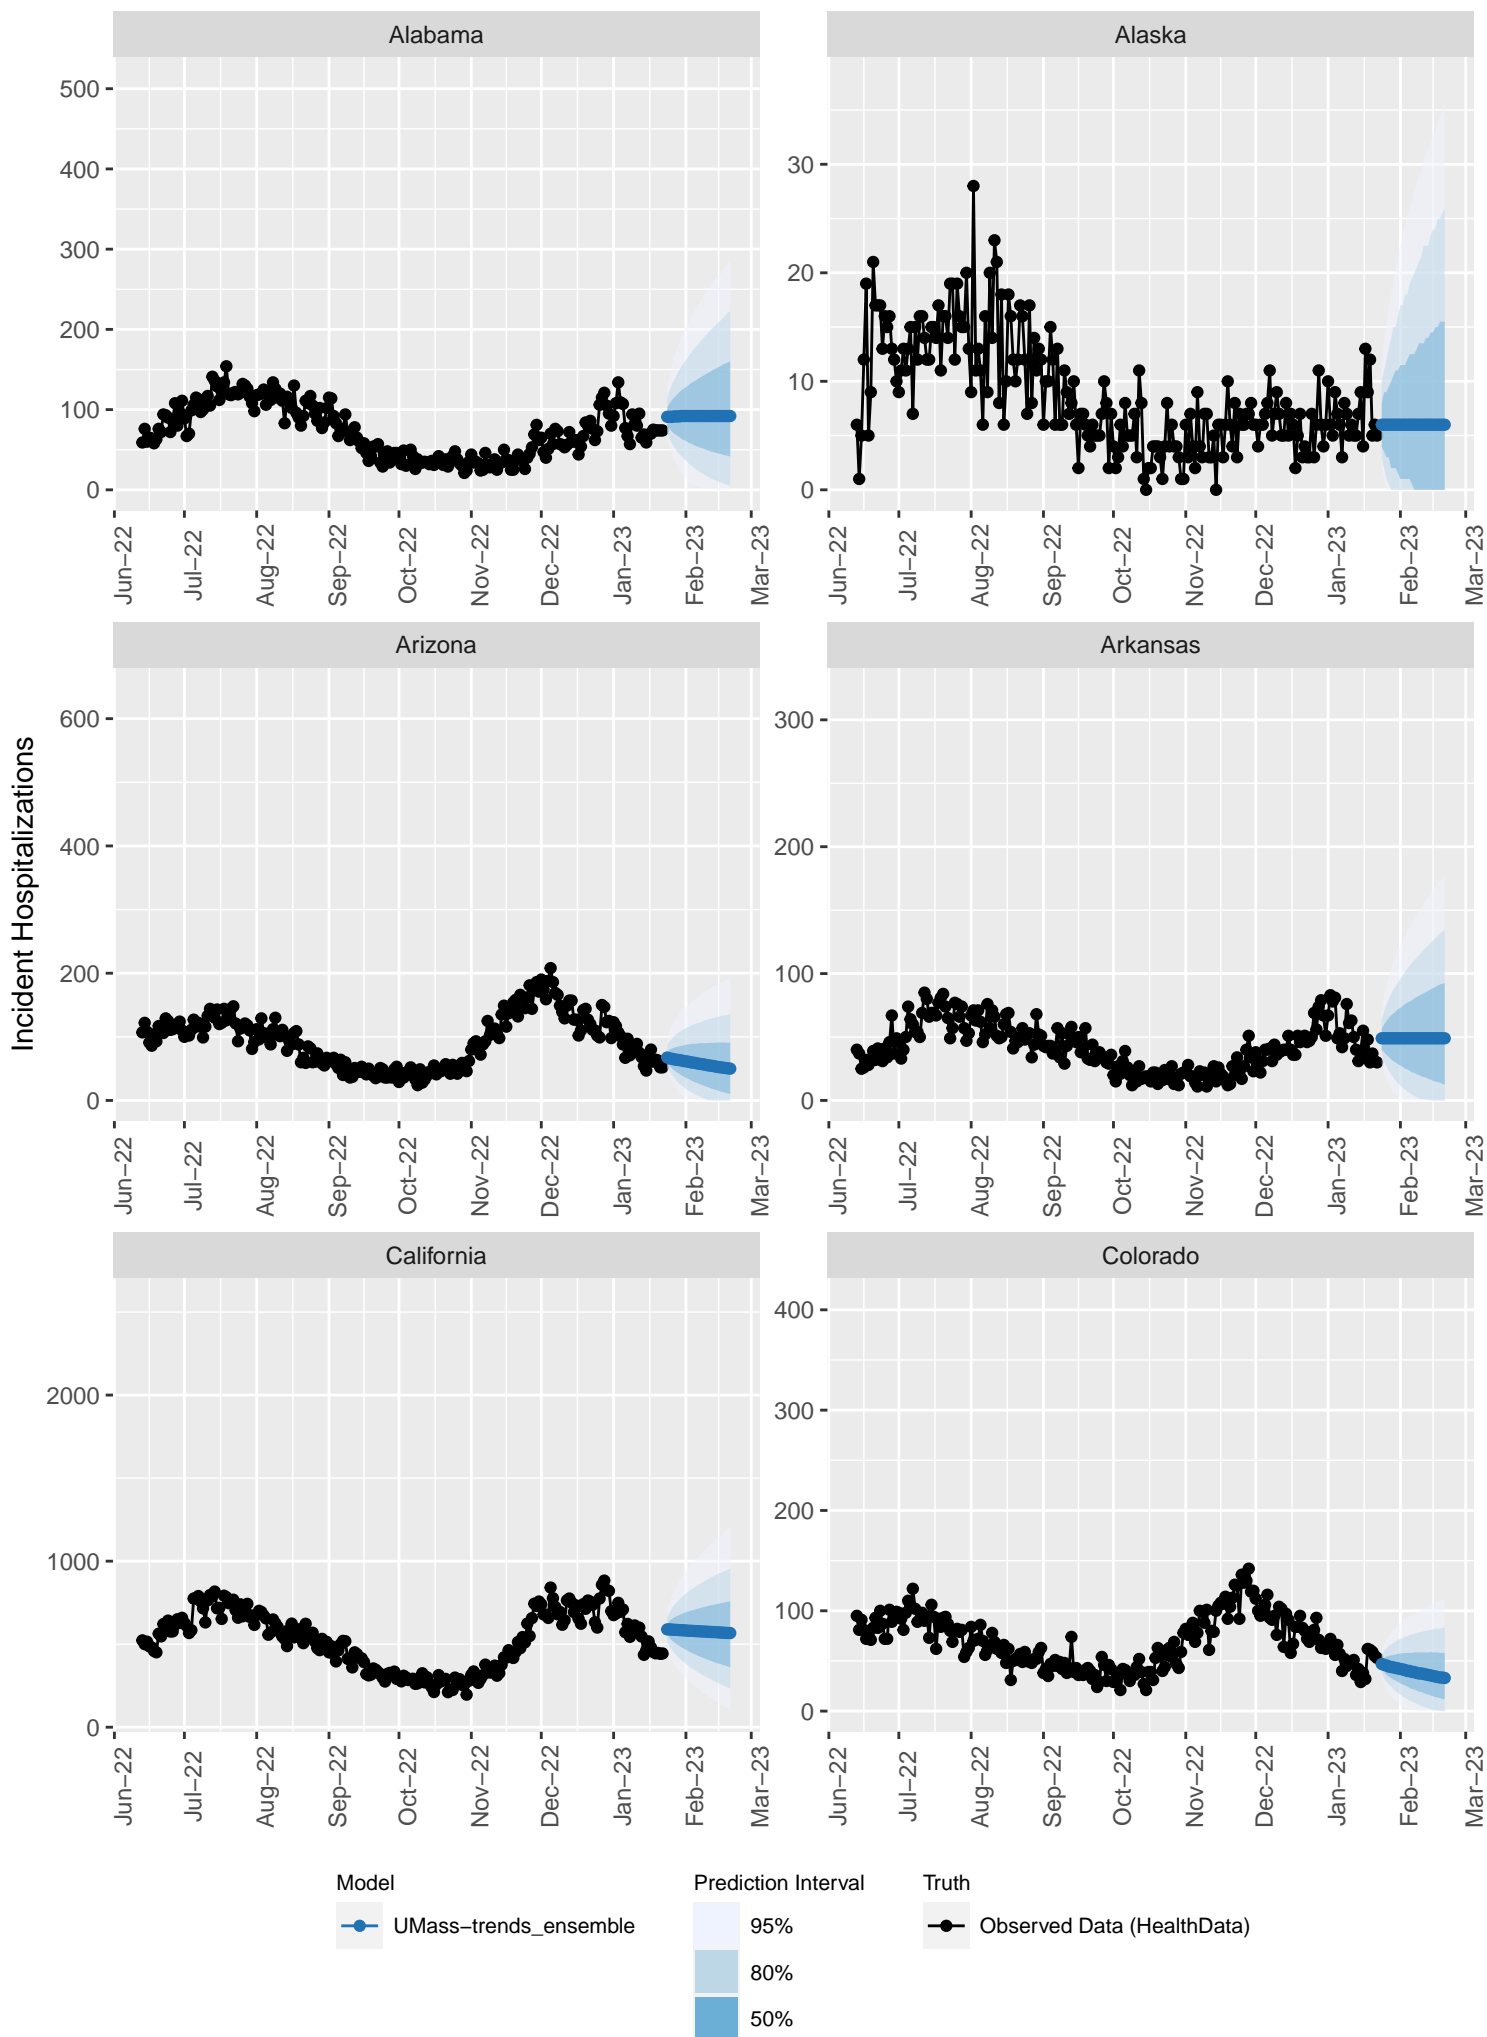 Alabama
Alaska
500
400
300
200
100
0
30
20
10
0
Jun−22
Jul−22
Aug−22
Sep−22
Oct−22
Nov−22
Dec−22
Jan−23
Feb−23
Mar−23
Jun−22
Jul−22
Aug−22
Sep−22
Oct−22
Nov−22
Dec−22
Jan−23
Feb−23
Mar−23
Incident Hospitalizations
Arizona
Arkansas
600
400
200
0
300
200
100
0
Jun−22
Jul−22
Aug−22
Sep−22
Oct−22
Nov−22
Dec−22
Jan−23
Feb−23
Mar−23
Jun−22
Jul−22
Aug−22
Sep−22
Oct−22
Nov−22
Dec−22
Jan−23
Feb−23
Mar−23
California
Colorado
2000
1000
0
400
300
200
100
0
Jun−22
Jul−22
Aug−22
Sep−22
Oct−22
Nov−22
Dec−22
Jan−23
Feb−23
Mar−23
Jun−22
Jul−22
Aug−22
Sep−22
Oct−22
Nov−22
Dec−22
Jan−23
Feb−23
Mar−23
Model
UMass−trends_ensemble
Prediction Interval
95%
80%
50%
Truth
Observed Data (HealthData)